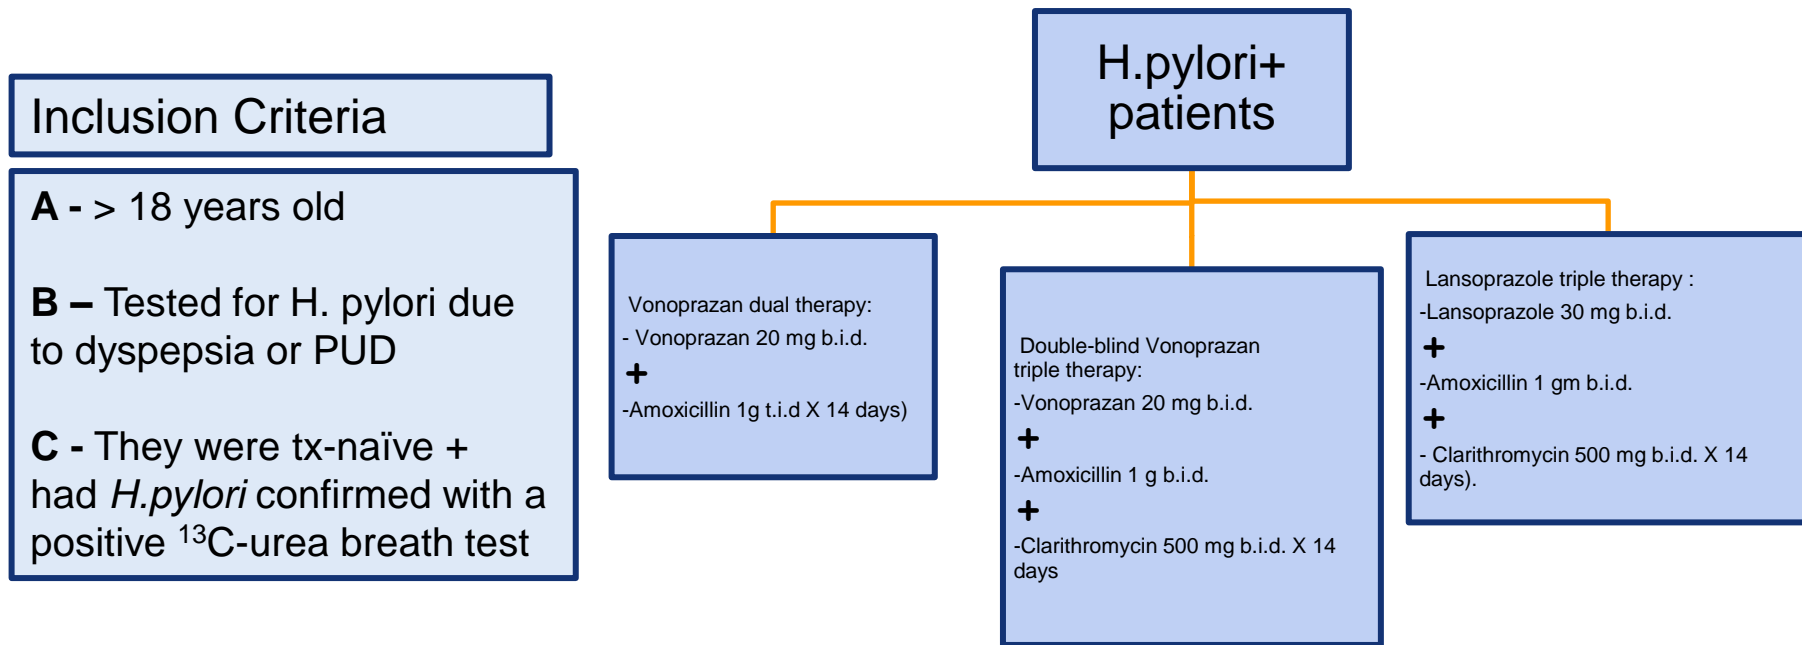 Inclusion Criteria
A - > 18 years old
B – Tested for H. pylori due
to dyspepsia or PUD
C - They were tx-naïve +
had H.pylori confirmed with a
positive ¹³C-urea breath test
H.pylori+
patients
Vonoprazan dual therapy:
- Vonoprazan 20 mg b.i.d.
+
-Amoxicillin 1g t.i.d X 14 days)
Double-blind Vonoprazan
triple therapy:
-Vonoprazan 20 mg b.i.d.
+
-Amoxicillin 1 g b.i.d.
+
-Clarithromycin 500 mg b.i.d. X 14
days
Lansoprazole triple therapy :
-Lansoprazole 30 mg b.i.d.
+
-Amoxicillin 1 gm b.i.d.
+
- Clarithromycin 500 mg b.i.d. X 14
days).